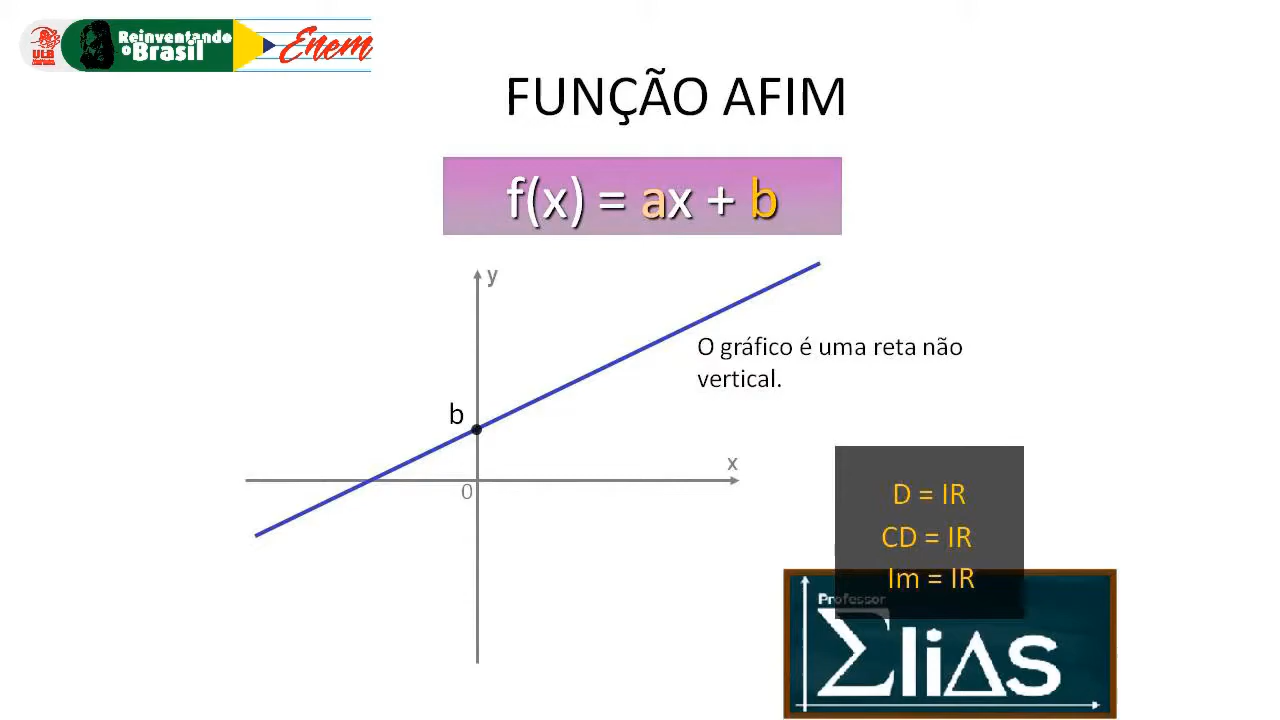 ULB
Reinventando
o Brasil
Enem
FUNÇÃO AFIM
f(x) = ax + b
y
O gráfico é uma reta não
vertical.
b
x
0
D = IR
CD = IR
Im = IR
Professor
ΣliΔs